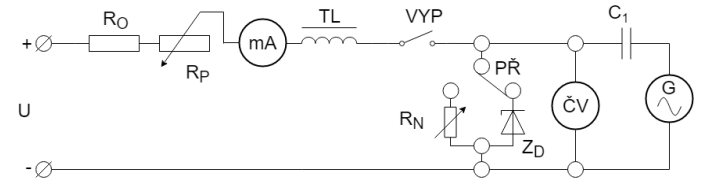 +
R_O
R_P
mA
TL
VYP
PŘ
C_1
G
ČV
R_N
Z_D
U
-